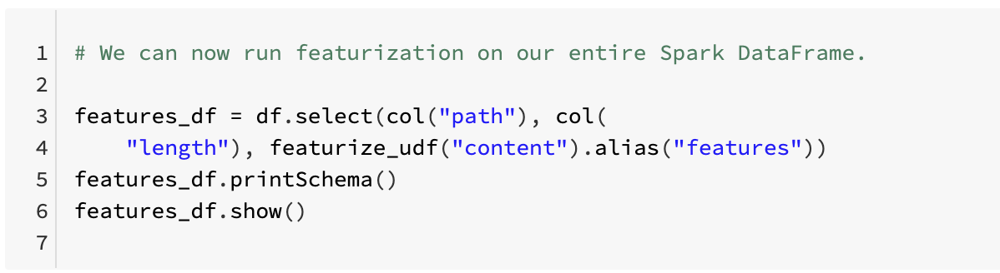 1 # We can now run featurization on our entire Spark DataFrame.
2
3 features_df = df.select(col("path"), col(
4     "length"), featurize_udf("content").alias("features"))
5 features_df.printSchema()
6 features_df.show()
7